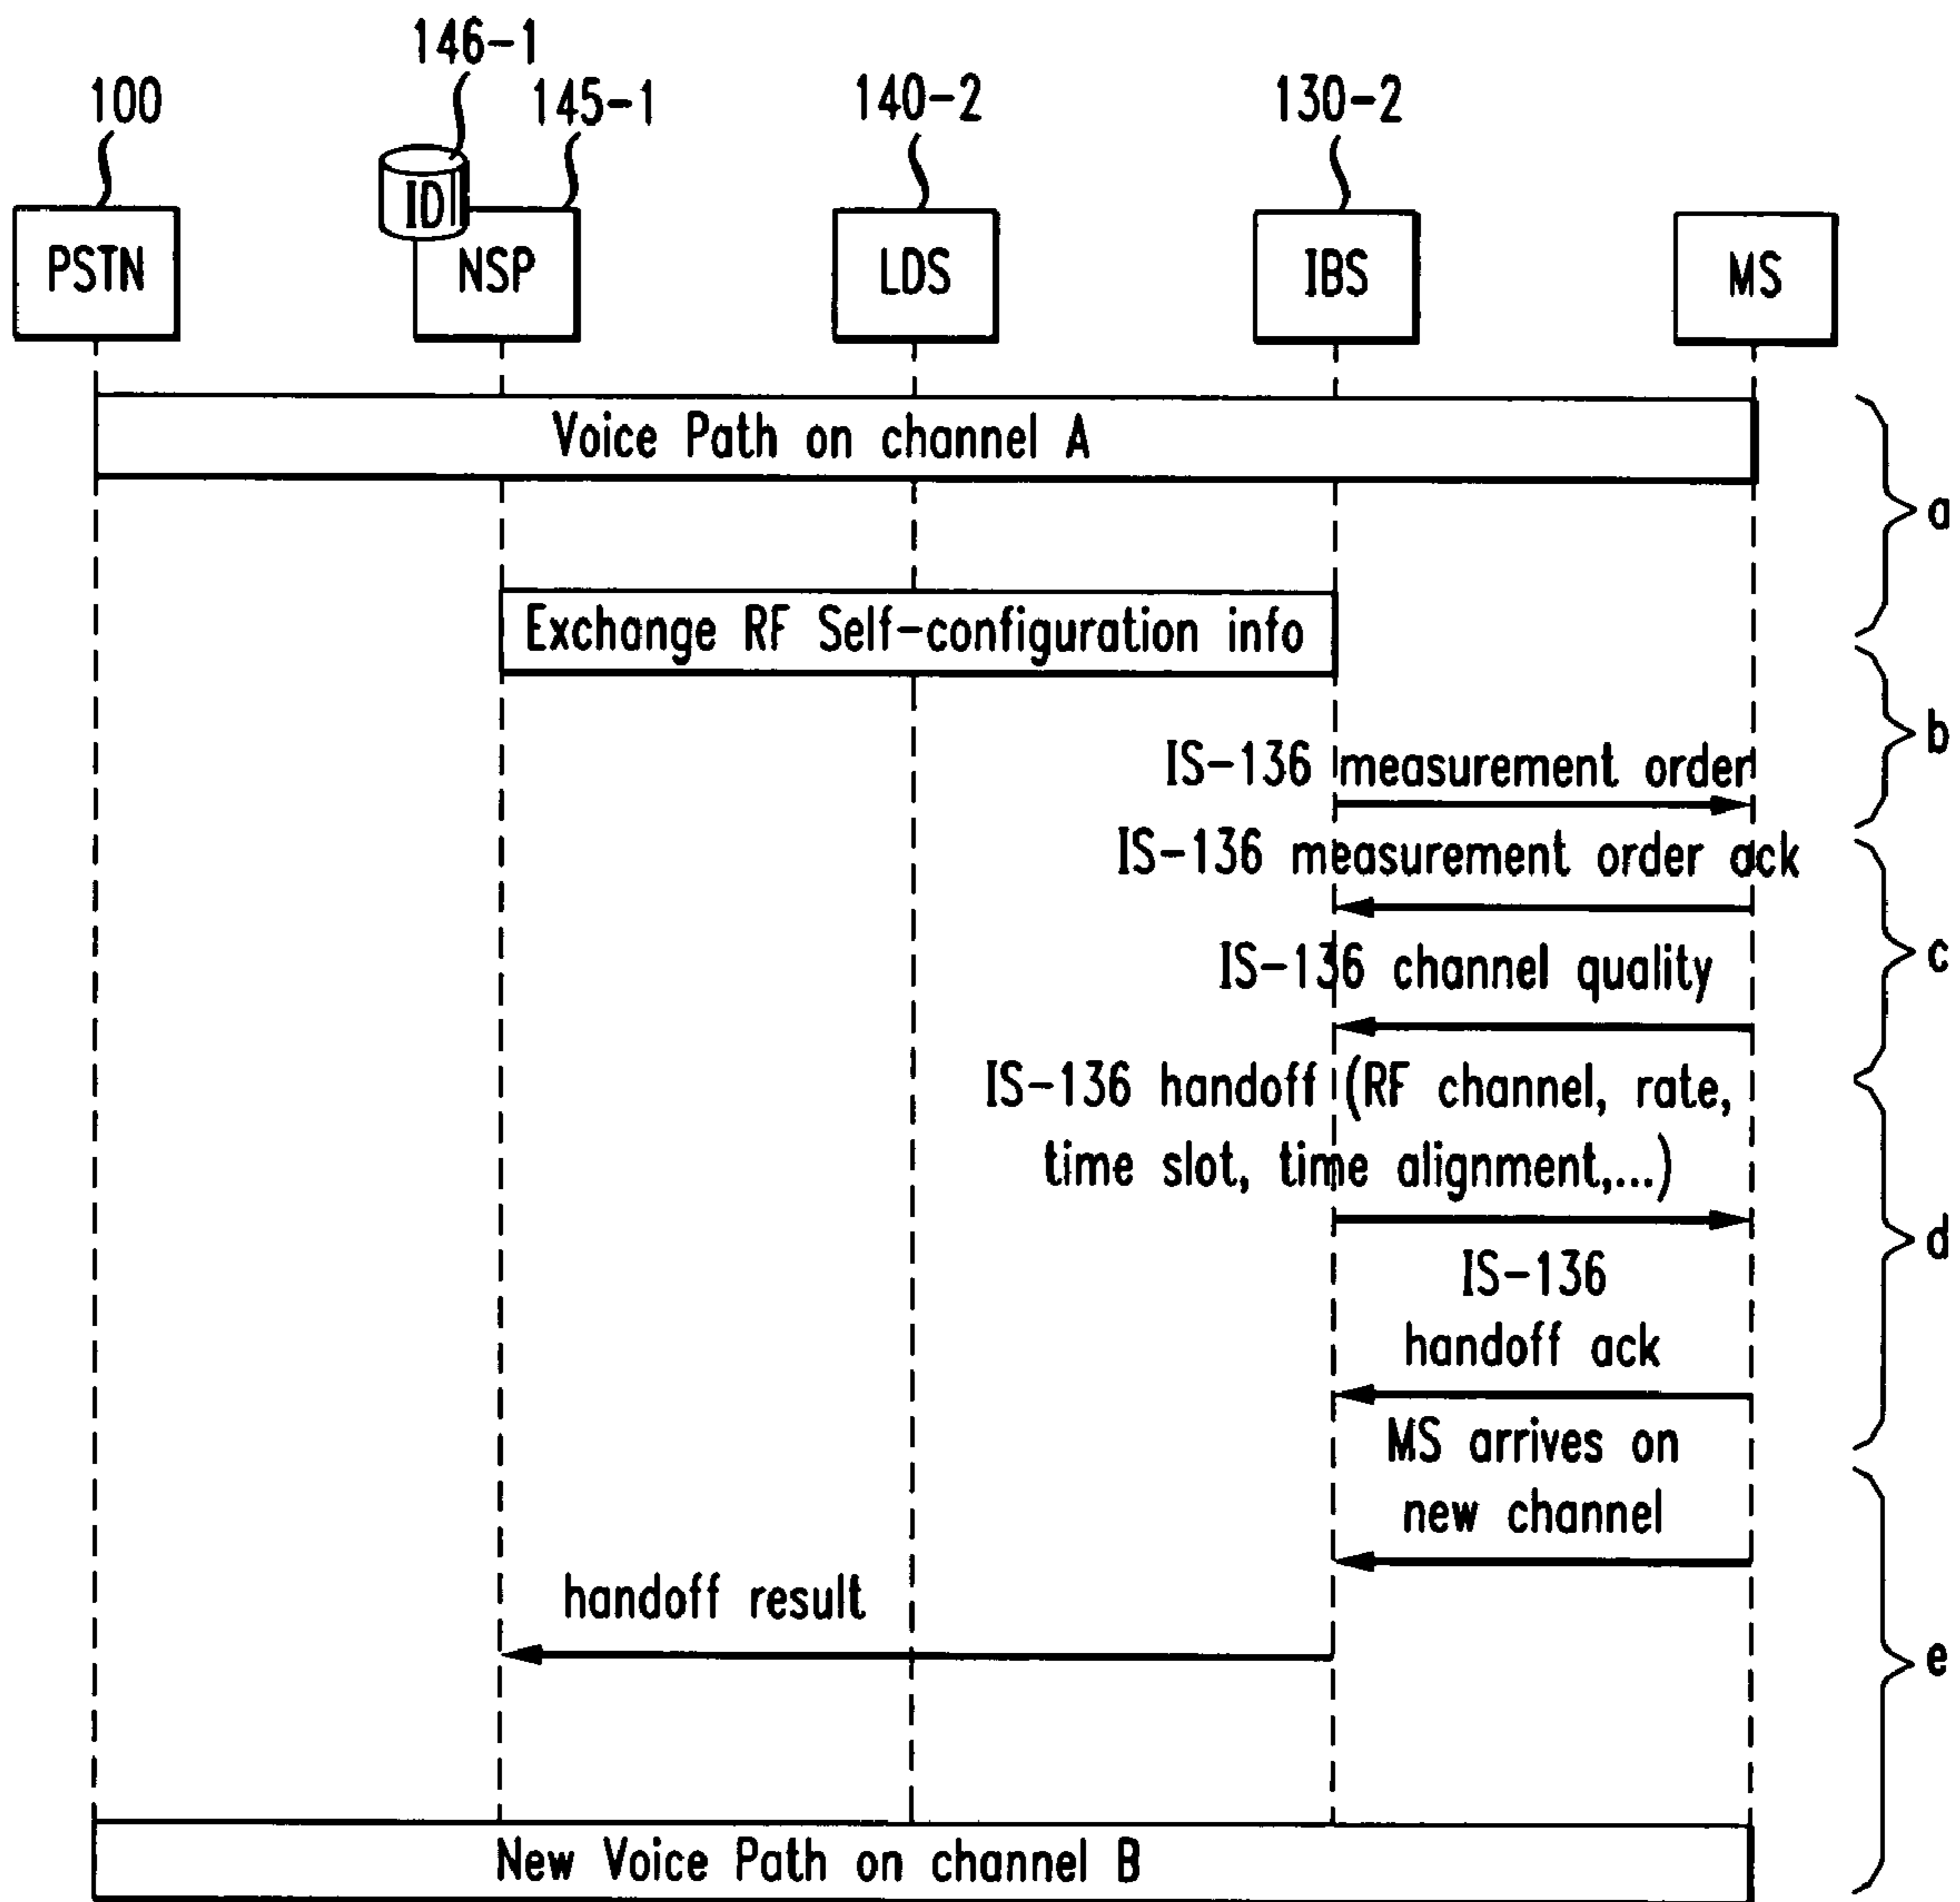 146-1
100
145-1
140-2
130-2
ID
PSTN
NSP
LDS
IBS
MS
Voice Path on channel A
a
Exchange RF Self-configuration info
b
IS-136 measurement order
IS-136 measurement order ack
c
IS-136 channel quality
IS-136 handoff (RF channel, rate,
time slot, time alignment,...)
d
IS-136
handoff ack
MS arrives on
new channel
handoff result
e
New Voice Path on channel B